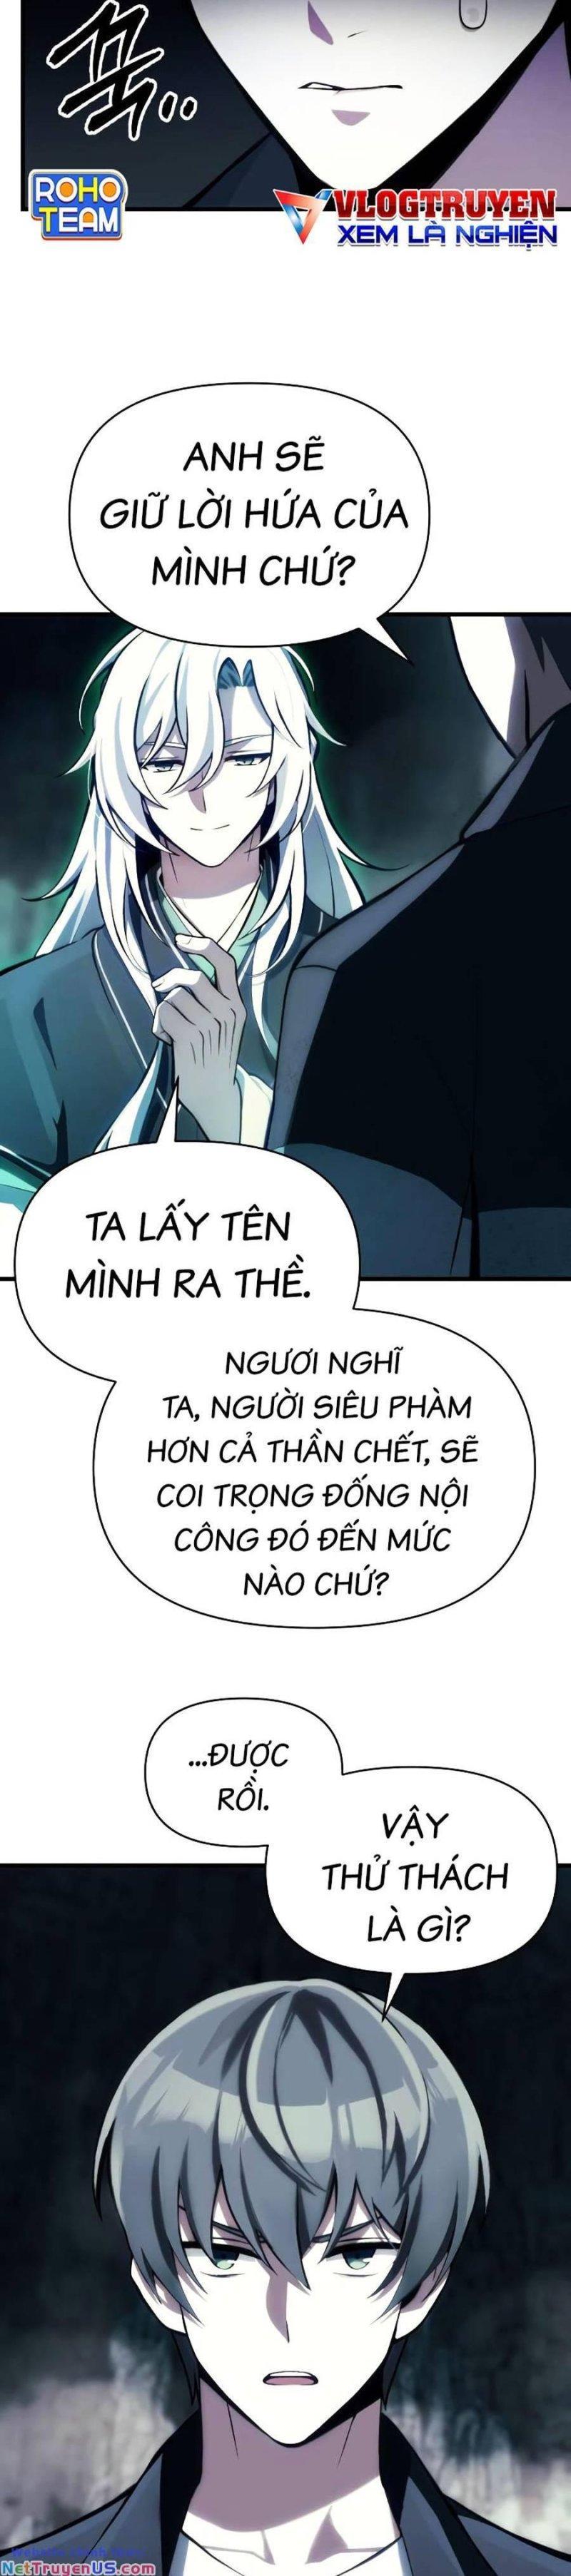 끅..
ROHO
TEAM
VLOGTRUYEN
XEM LÀ NGHIỆN
ANH SẼ
GIỮ LỜI HỨA CỦA
MÌNH CHỨ?
TA LẤY TÊN
MÌNH RA THỀ.
NGƯƠI NGHĨ
TA, NGƯỜI SIÊU PHÀM
HƠN CẢ THẦN CHẾT, SẼ
COI TRỌNG ĐỐNG NỘI
CÔNG ĐÓ ĐẾN MỨC
NÀO CHỨ?
...ĐƯỢC
RỒI.
VẬY
THỬ THÁCH
LÀ GÌ?
NetTruyenUS.com